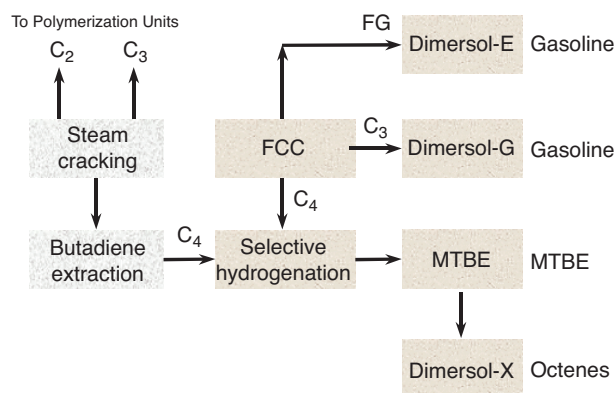 To Polymerization Units
C₂ C₃
FG
Dimersol-E Gasoline
Steam
cracking
FCC
C₃
Dimersol-G Gasoline
C₄
Butadiene
extraction
C₄
Selective
hydrogenation
MTBE MTBE
Dimersol-X Octenes